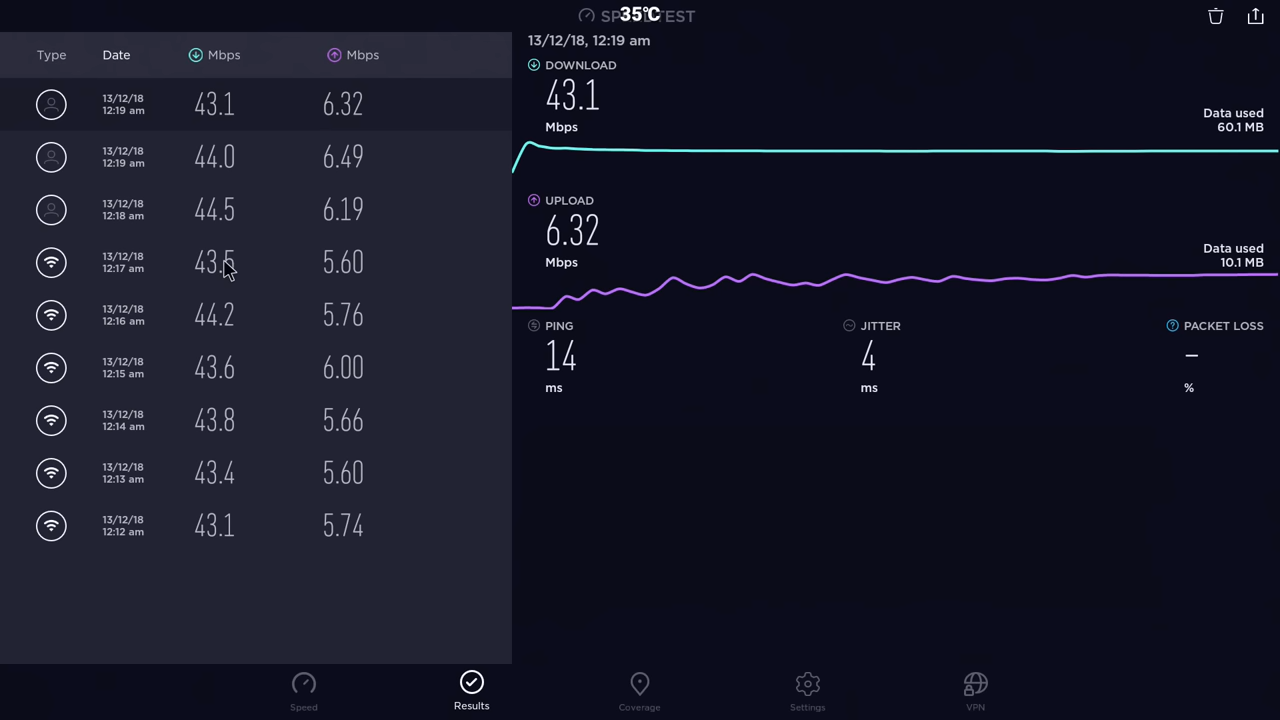 SPEEDTEST
35°C
Type Date Mbps Mbps
13/12/18
12:19 am
43.1 6.32
13/12/18
12:19 am
44.0 6.49
13/12/18
12:18 am
44.5 6.19
13/12/18
12:17 am
43.5 5.60
13/12/18
12:16 am
44.2 5.76
13/12/18
12:15 am
43.6 6.00
13/12/18
12:14 am
43.8 5.66
13/12/18
12:13 am
43.4 5.60
13/12/18
12:12 am
43.1 5.74
13/12/18, 12:19 am
DOWNLOAD
43.1
Mbps
Data used
60.1 MB
UPLOAD
6.32
Mbps
Data used
10.1 MB
PING
14
ms
JITTER
4
ms
PACKET LOSS
–
%
Speed
Results
Coverage
Settings
VPN